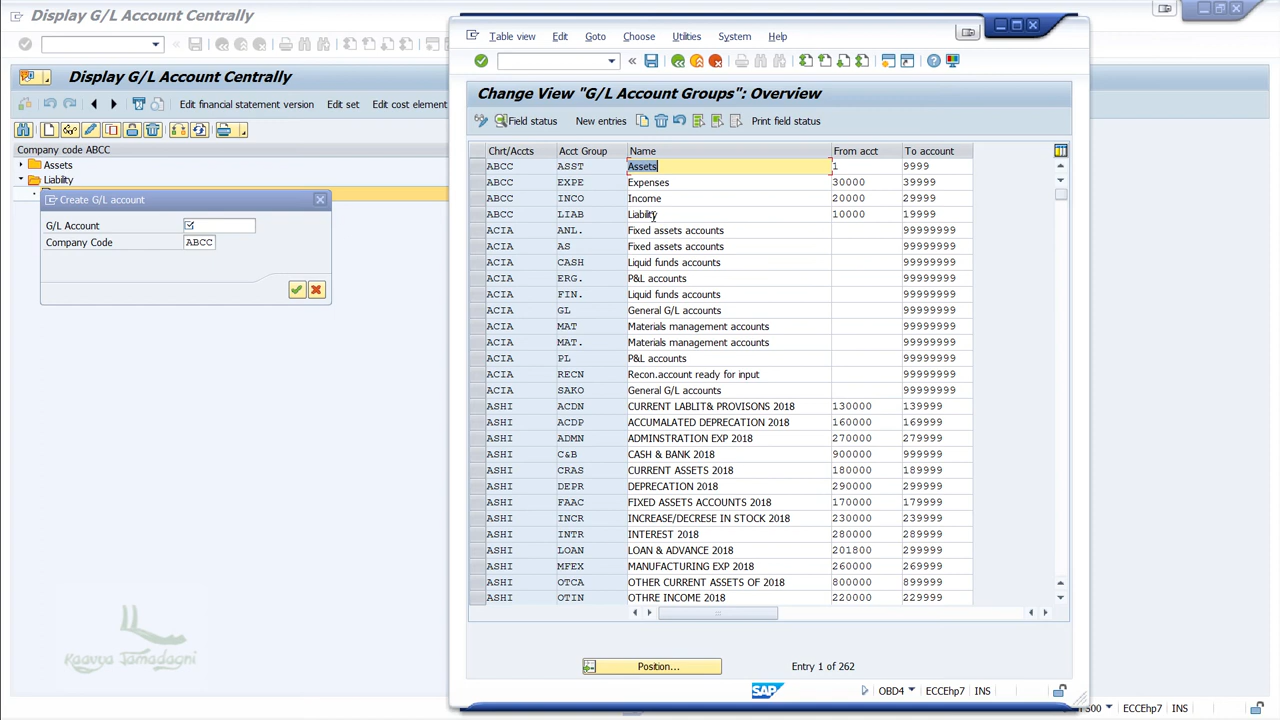 Display G/L Account Centrally
Display G/L Account Centrally
Edit financial statement version Edit set Edit cost element
Company code ABCC
Assets
Liability
Create G/L account
G/L Account
Company Code ABCC
Kaavya Jamadagni
Table view Edit Goto Choose Utilities System Help
Change View "G/L Account Groups": Overview
Field status New entries Print field status
Chrt/Accts Acct Group Name From acct To account
ABCC ASST Assets 1 9999
ABCC EXPE Expenses 30000 39999
ABCC INCO Income 20000 29999
ABCC LIAB Liability 10000 19999
ACIA ANL. Fixed assets accounts 99999999
ACIA AS Fixed assets accounts 99999999
ACIA CASH Liquid funds accounts 99999999
ACIA ERG. P&L accounts 99999999
ACIA FIN. Liquid funds accounts 99999999
ACIA GL General G/L accounts 99999999
ACIA MAT Materials management accounts 99999999
ACIA MAT. Materials management accounts 99999999
ACIA PL P&L accounts 99999999
ACIA RECN Recon.account ready for input 99999999
ACIA SAKO General G/L accounts 99999999
ASHI ACDN CURRENT LABLIT& PROVISONS 2018 130000 139999
ASHI ACDP ACCUMALATED DEPRECATION 2018 160000 169999
ASHI ADMN ADMINSTRATION EXP 2018 270000 279999
ASHI C&B CASH & BANK 2018 900000 999999
ASHI CRAS CURRENT ASSETS 2018 180000 189999
ASHI DEPR DEPRECATION 2018 290000 299999
ASHI FAAC FIXED ASSETS ACCOUNTS 2018 170000 179999
ASHI INCR INCREASE/DECRESE IN STOCK 2018 230000 239999
ASHI INTR INTEREST 2018 280000 289999
ASHI LOAN LOAN & ADVANCE 2018 201800 299999
ASHI MFEX MANUFACTURING EXP 2018 260000 269999
ASHI OTCA OTHER CURRENT ASSETS OF 2018 800000 899999
ASHI OTIN OTHRE INCOME 2018 220000 229999
Position... Entry 1 of 262
SAP OBD4 ECCEhp7 INS
ECCEhp7 INS